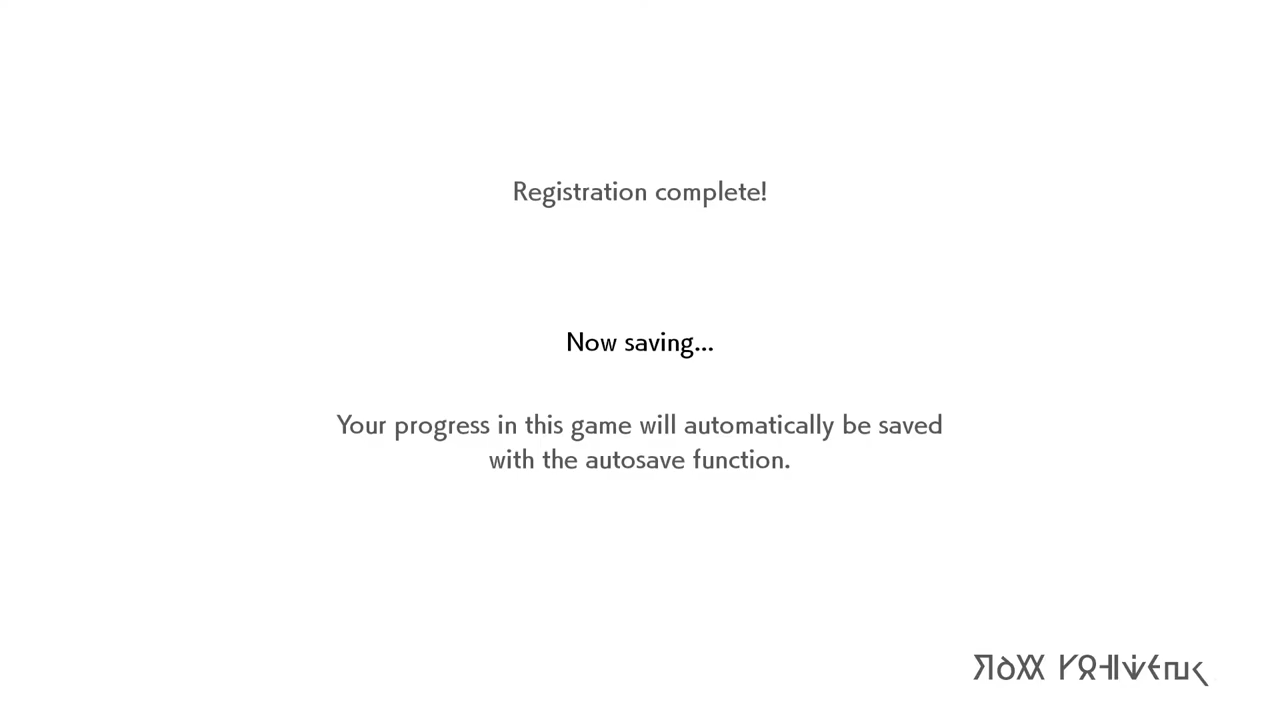 Registration complete!
Now saving...
Your progress in this game will automatically be saved
with the autosave function.